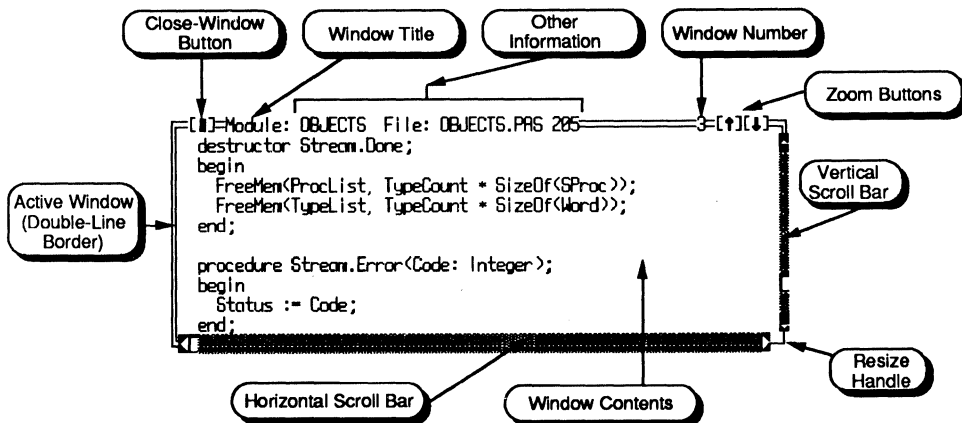 Close-Window
Button
Window Title
Other
Information
Window Number
Zoom Buttons
[■]=Module: OBJECTS File: OBJECTS.PAS 205 3=[↑][↓]
destructor Stream.Done;
begin
FreeMem(ProcList, TypeCount * SizeOf(SProc));
FreeMem(TypeList, TypeCount * SizeOf(Word));
end;
procedure Stream.Error(Code: Integer);
begin
Status := Code;
end;
Active Window
(Double-Line
Border)
Vertical
Scroll Bar
Horizontal Scroll Bar
Window Contents
Resize
Handle